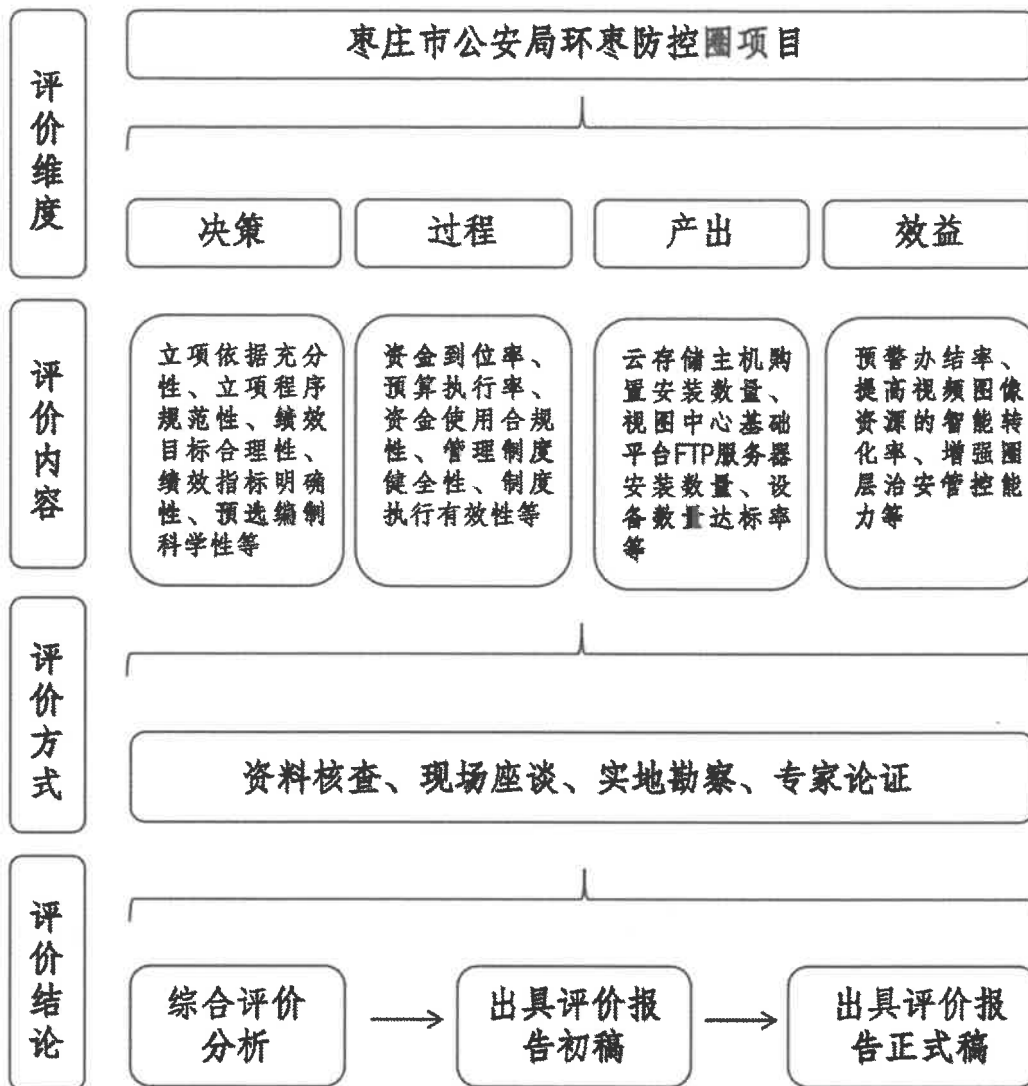 枣庄市公安局环枣防控圈项目
评价维度
决策
过程
产出
效益
评价内容
立项依据充分
性、立项程序
规范性、绩效
目标合理性、
绩效指标明确
性、预选编制
科学性等
资金到位率、
预算执行率、
资金使用合规
性、管理制度
健全性、制度
执行有效性等
云存储主机购
置安装数量、
视图中心基础
平台FTP服务器
安装数量、设
备数量达标率
等
预警办结率、
提高视频图像
资源的智能转
化率、增强圈
层治安管控能
力等
评价方式
资料核查、现场座谈、实地勘察、专家论证
评价结论
综合评价
分析
出具评价报
告初稿
出具评价报
告正式稿